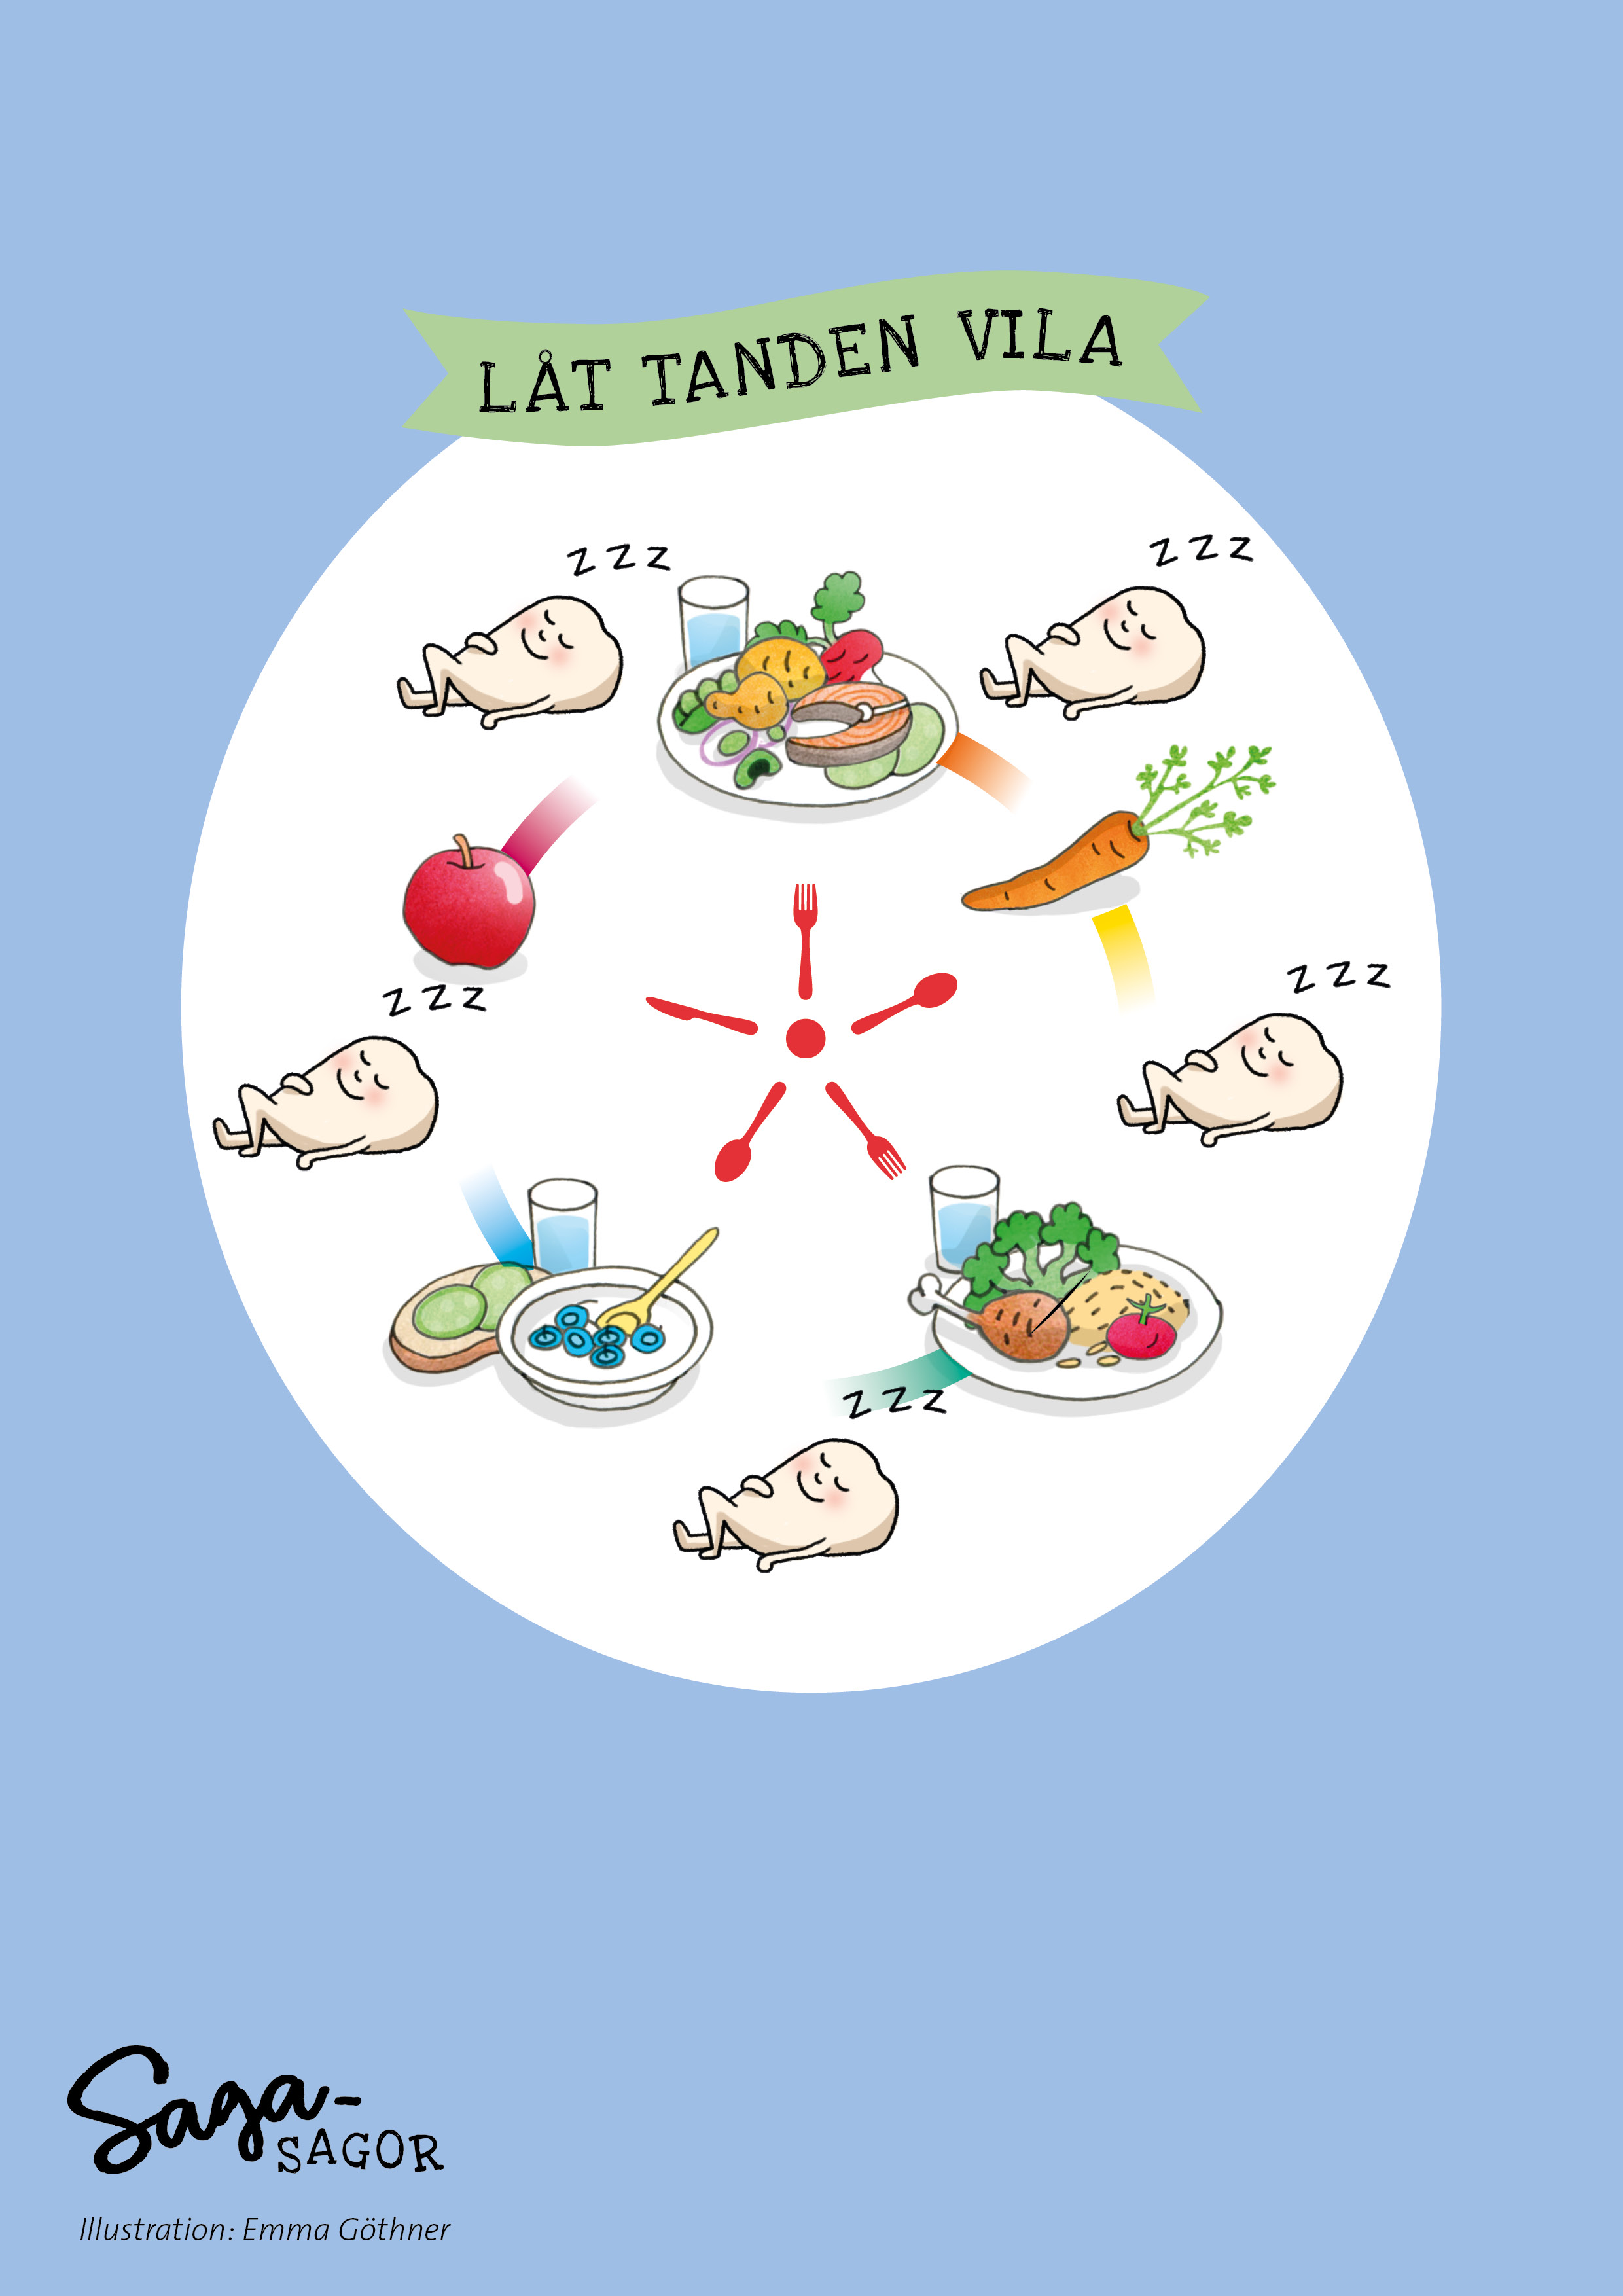 LÅT TANDEN VILA
z z z
z z z
z z z
z z z
z z z
Saga-
SAGOR
Illustration: Emma Göthner